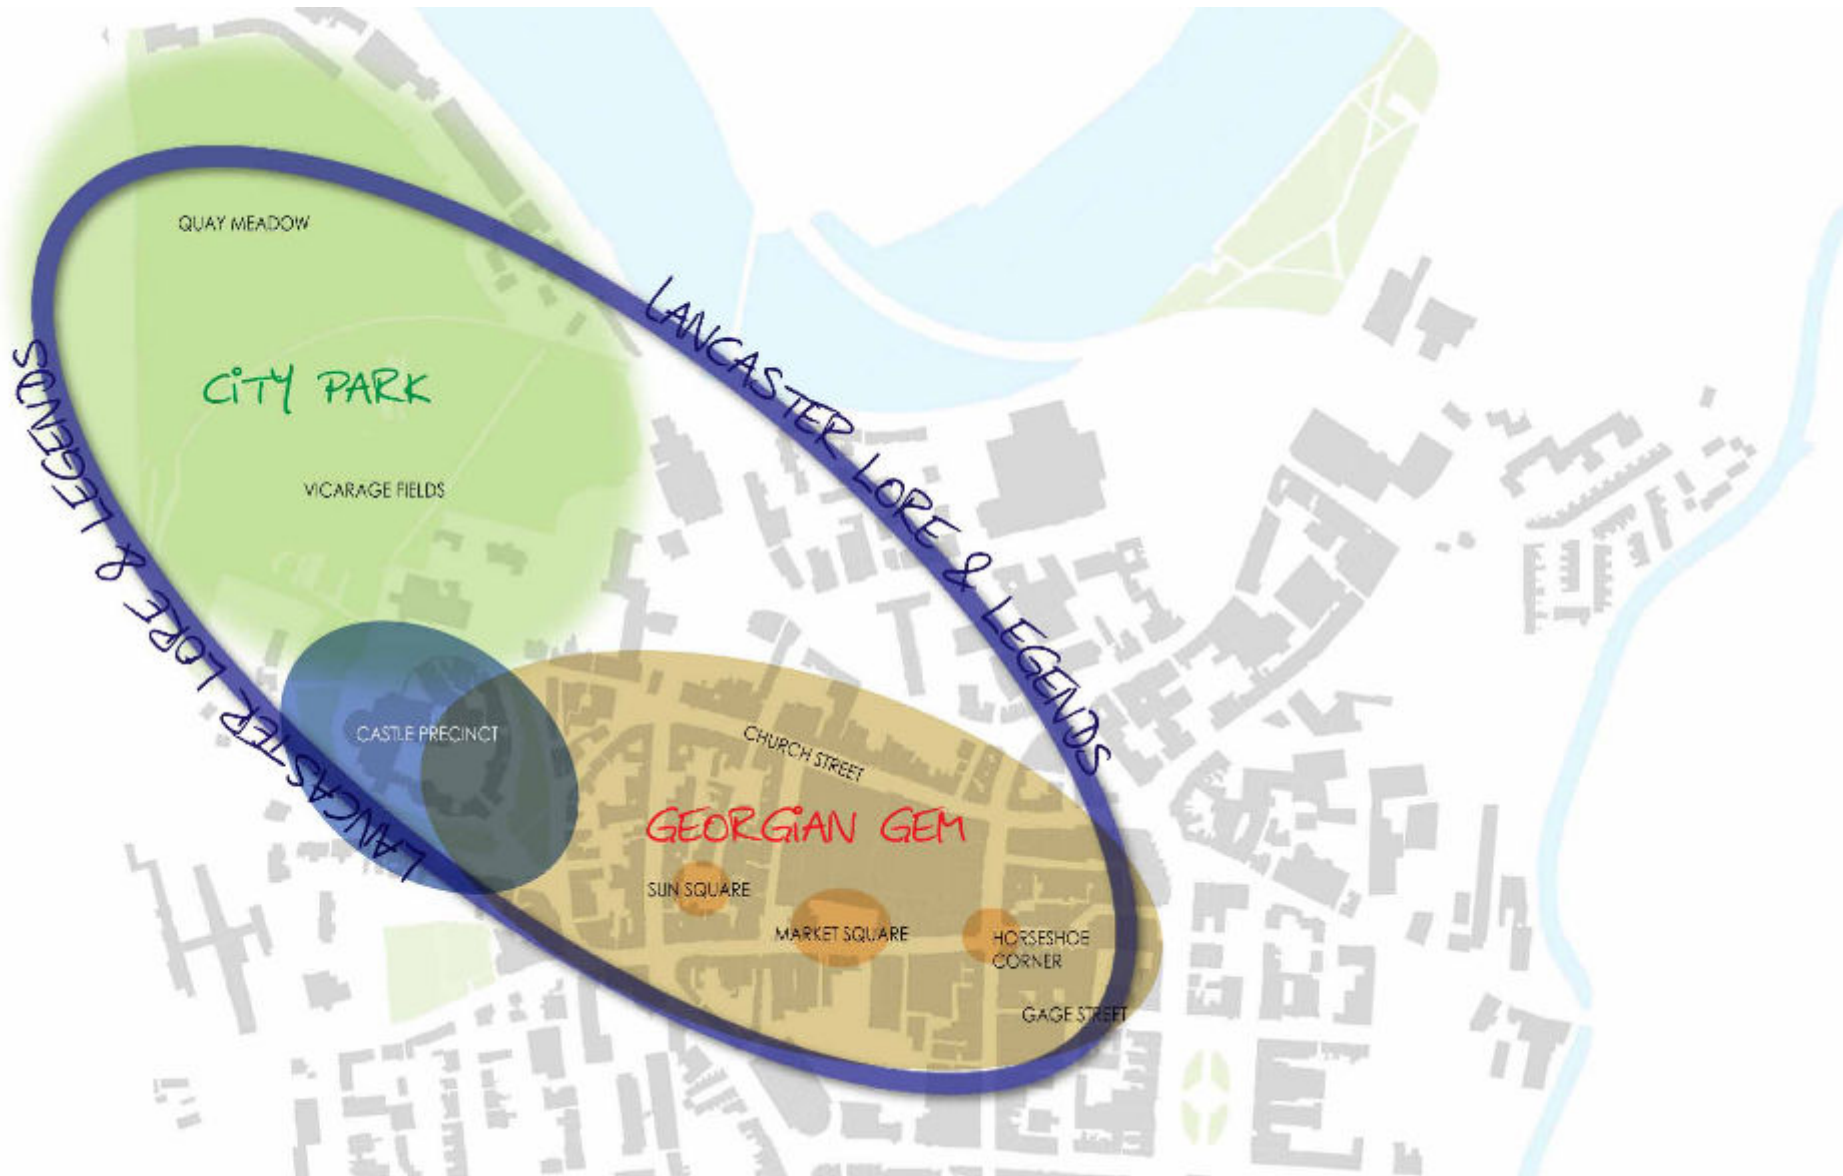 QUAY MEADOW
LANCASTER LORE & LEGENDS
CiTY PARK
LANCASTER LORE & LEGENDS
VICARAGE FIELDS
CASTLE PRECINCT
CHURCH STREET
GEORGiAN GEM
SUN SQUARE
MARKET SQUARE
HORSESHOE
CORNER
GAGE STREET